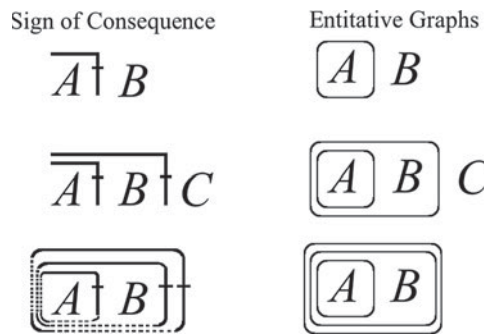 Sign of Consequence Entitative Graphs
A B A B
A B C A B C
A B A B